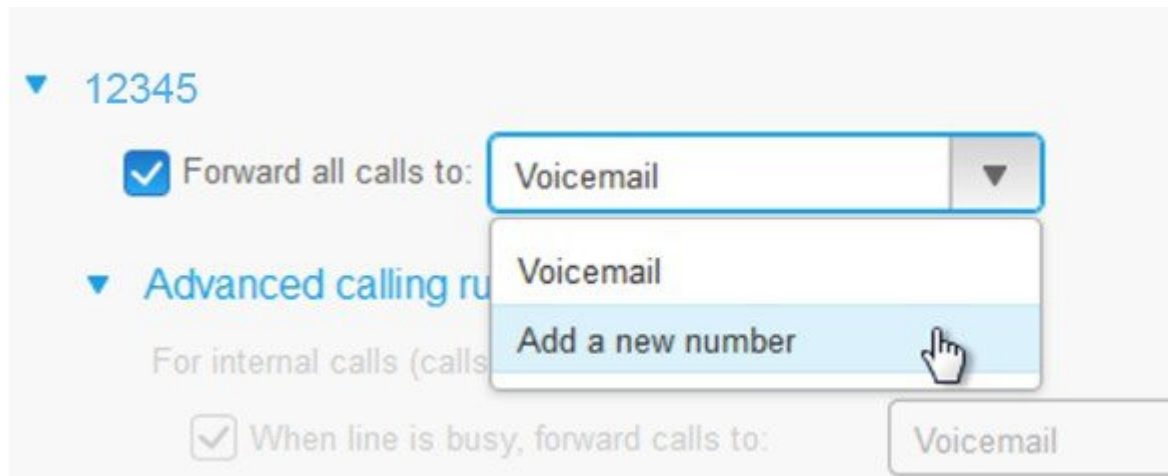 12345
Forward all calls to: Voicemail
Voicemail
Advanced calling ru
Add a new number
For internal calls (calls
When line is busy, forward calls to: Voicemail